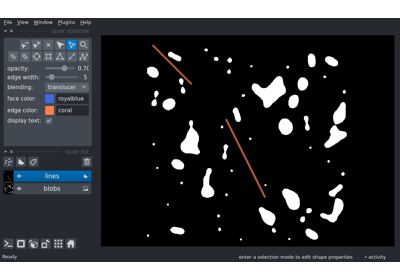 File View Window Plugins Help
layer controls
opacity: 0.70
edge width: 5
blending: translucer
face color: royalblue
edge color: coral
display text:
layer list
lines
blobs
Ready enter a selection mode to edit shape properties activity